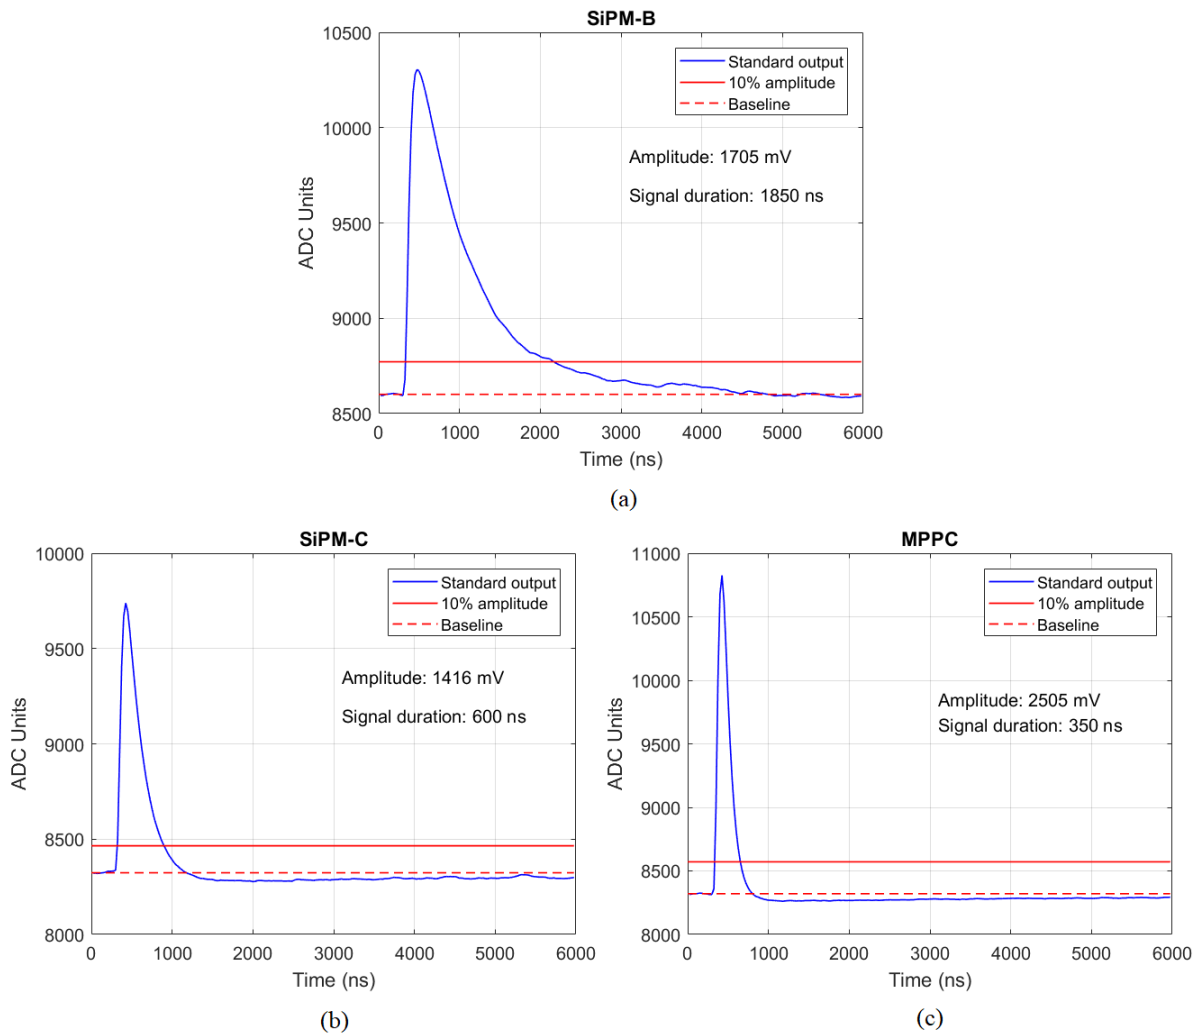 SiPM-B
10500
10000
9500
9000
8500
ADC Units
Standard output
10% amplitude
Baseline
Amplitude: 1705 mV
Signal duration: 1850 ns
0 1000 2000 3000 4000 5000 6000
Time (ns)
(a)
SiPM-C
10000
9500
9000
8500
8000
ADC Units
Standard output
10% amplitude
Baseline
Amplitude: 1416 mV
Signal duration: 600 ns
0 1000 2000 3000 4000 5000 6000
Time (ns)
(b)
MPPC
11000
10500
10000
9500
9000
8500
8000
ADC Units
Standard output
10% amplitude
Baseline
Amplitude: 2505 mV
Signal duration: 350 ns
0 1000 2000 3000 4000 5000 6000
Time (ns)
(c)